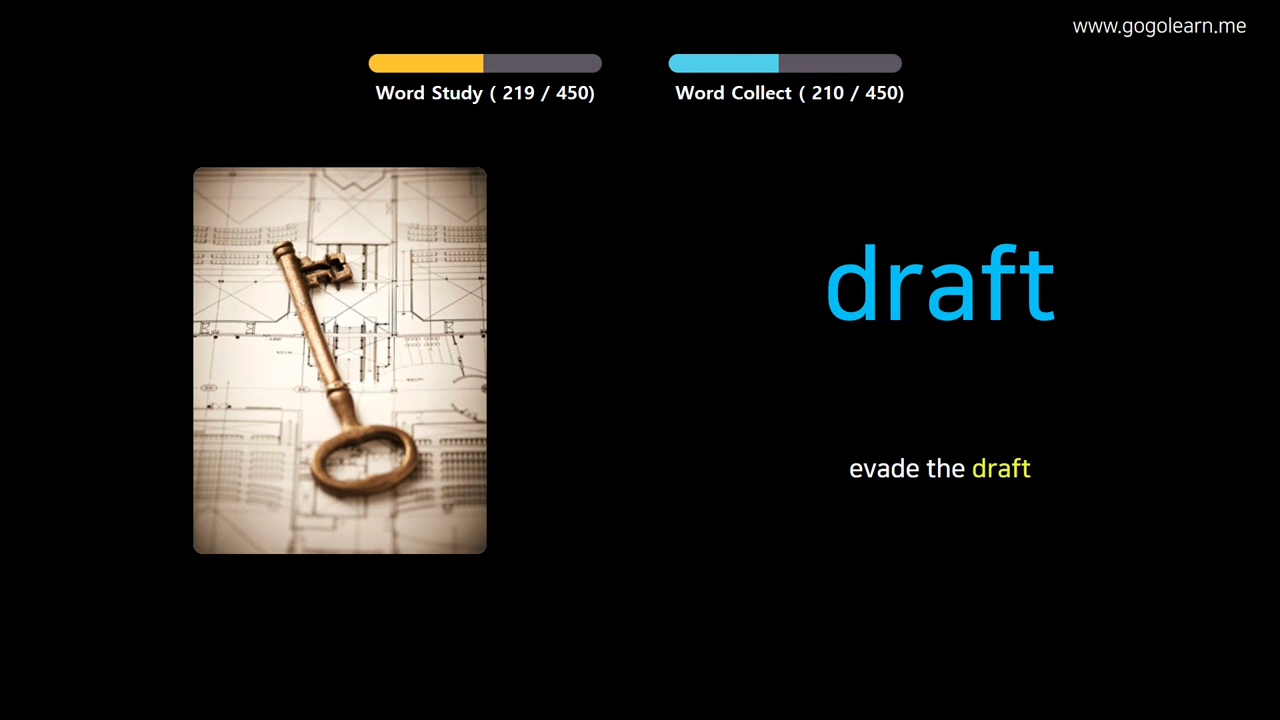 www.gogolearn.me
Word Study ( 219 / 450)
Word Collect ( 210 / 450)
draft
evade the draft